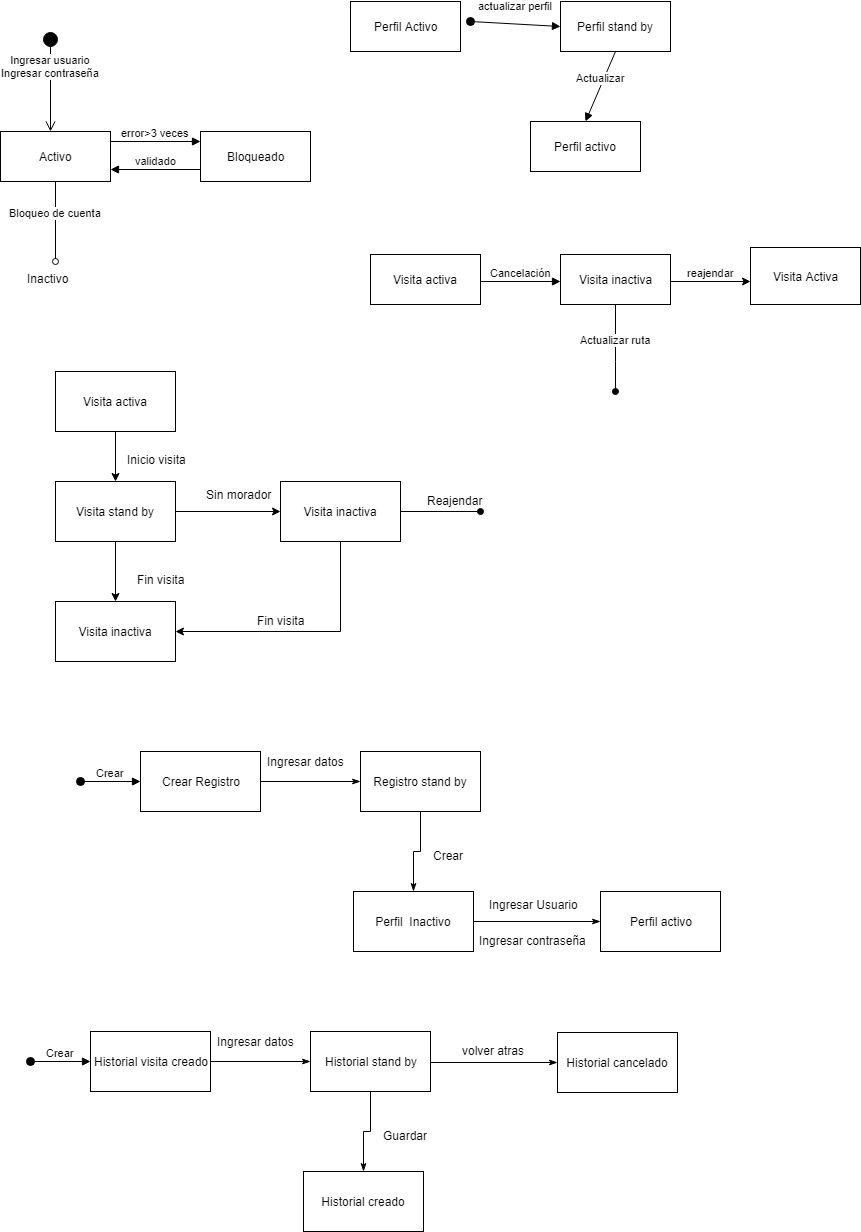 Ingresar usuario
Ingresar contraseña
Activo
error>3 veces
validado
Bloqueado
Bloqueo de cuenta
Inactivo
Perfil Activo
actualizar perfil
Perfil stand by
Actualizar
Perfil activo
Visita activa
Cancelación
Visita inactiva
reajendar
Visita Activa
Actualizar ruta
Visita activa
Inicio visita
Visita stand by
Sin morador
Visita inactiva
Reajendar
Fin visita
Visita inactiva
Fin visita
Crear
Crear Registro
Ingresar datos
Registro stand by
Crear
Perfil  Inactivo
Ingresar Usuario
Ingresar contraseña
Perfil activo
Crear
Historial visita creado
Ingresar datos
Historial stand by
volver atras
Historial cancelado
Guardar
Historial creado